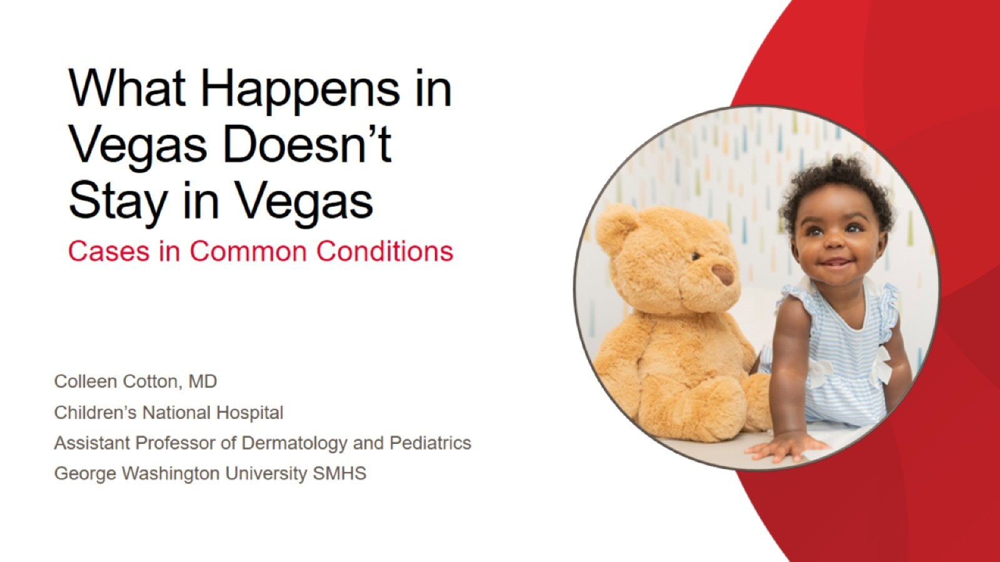 What Happens in
Vegas Doesn’t
Stay in Vegas
Cases in Common Conditions
Colleen Cotton, MD
Children’s National Hospital
Assistant Professor of Dermatology and Pediatrics
George Washington University SMHS